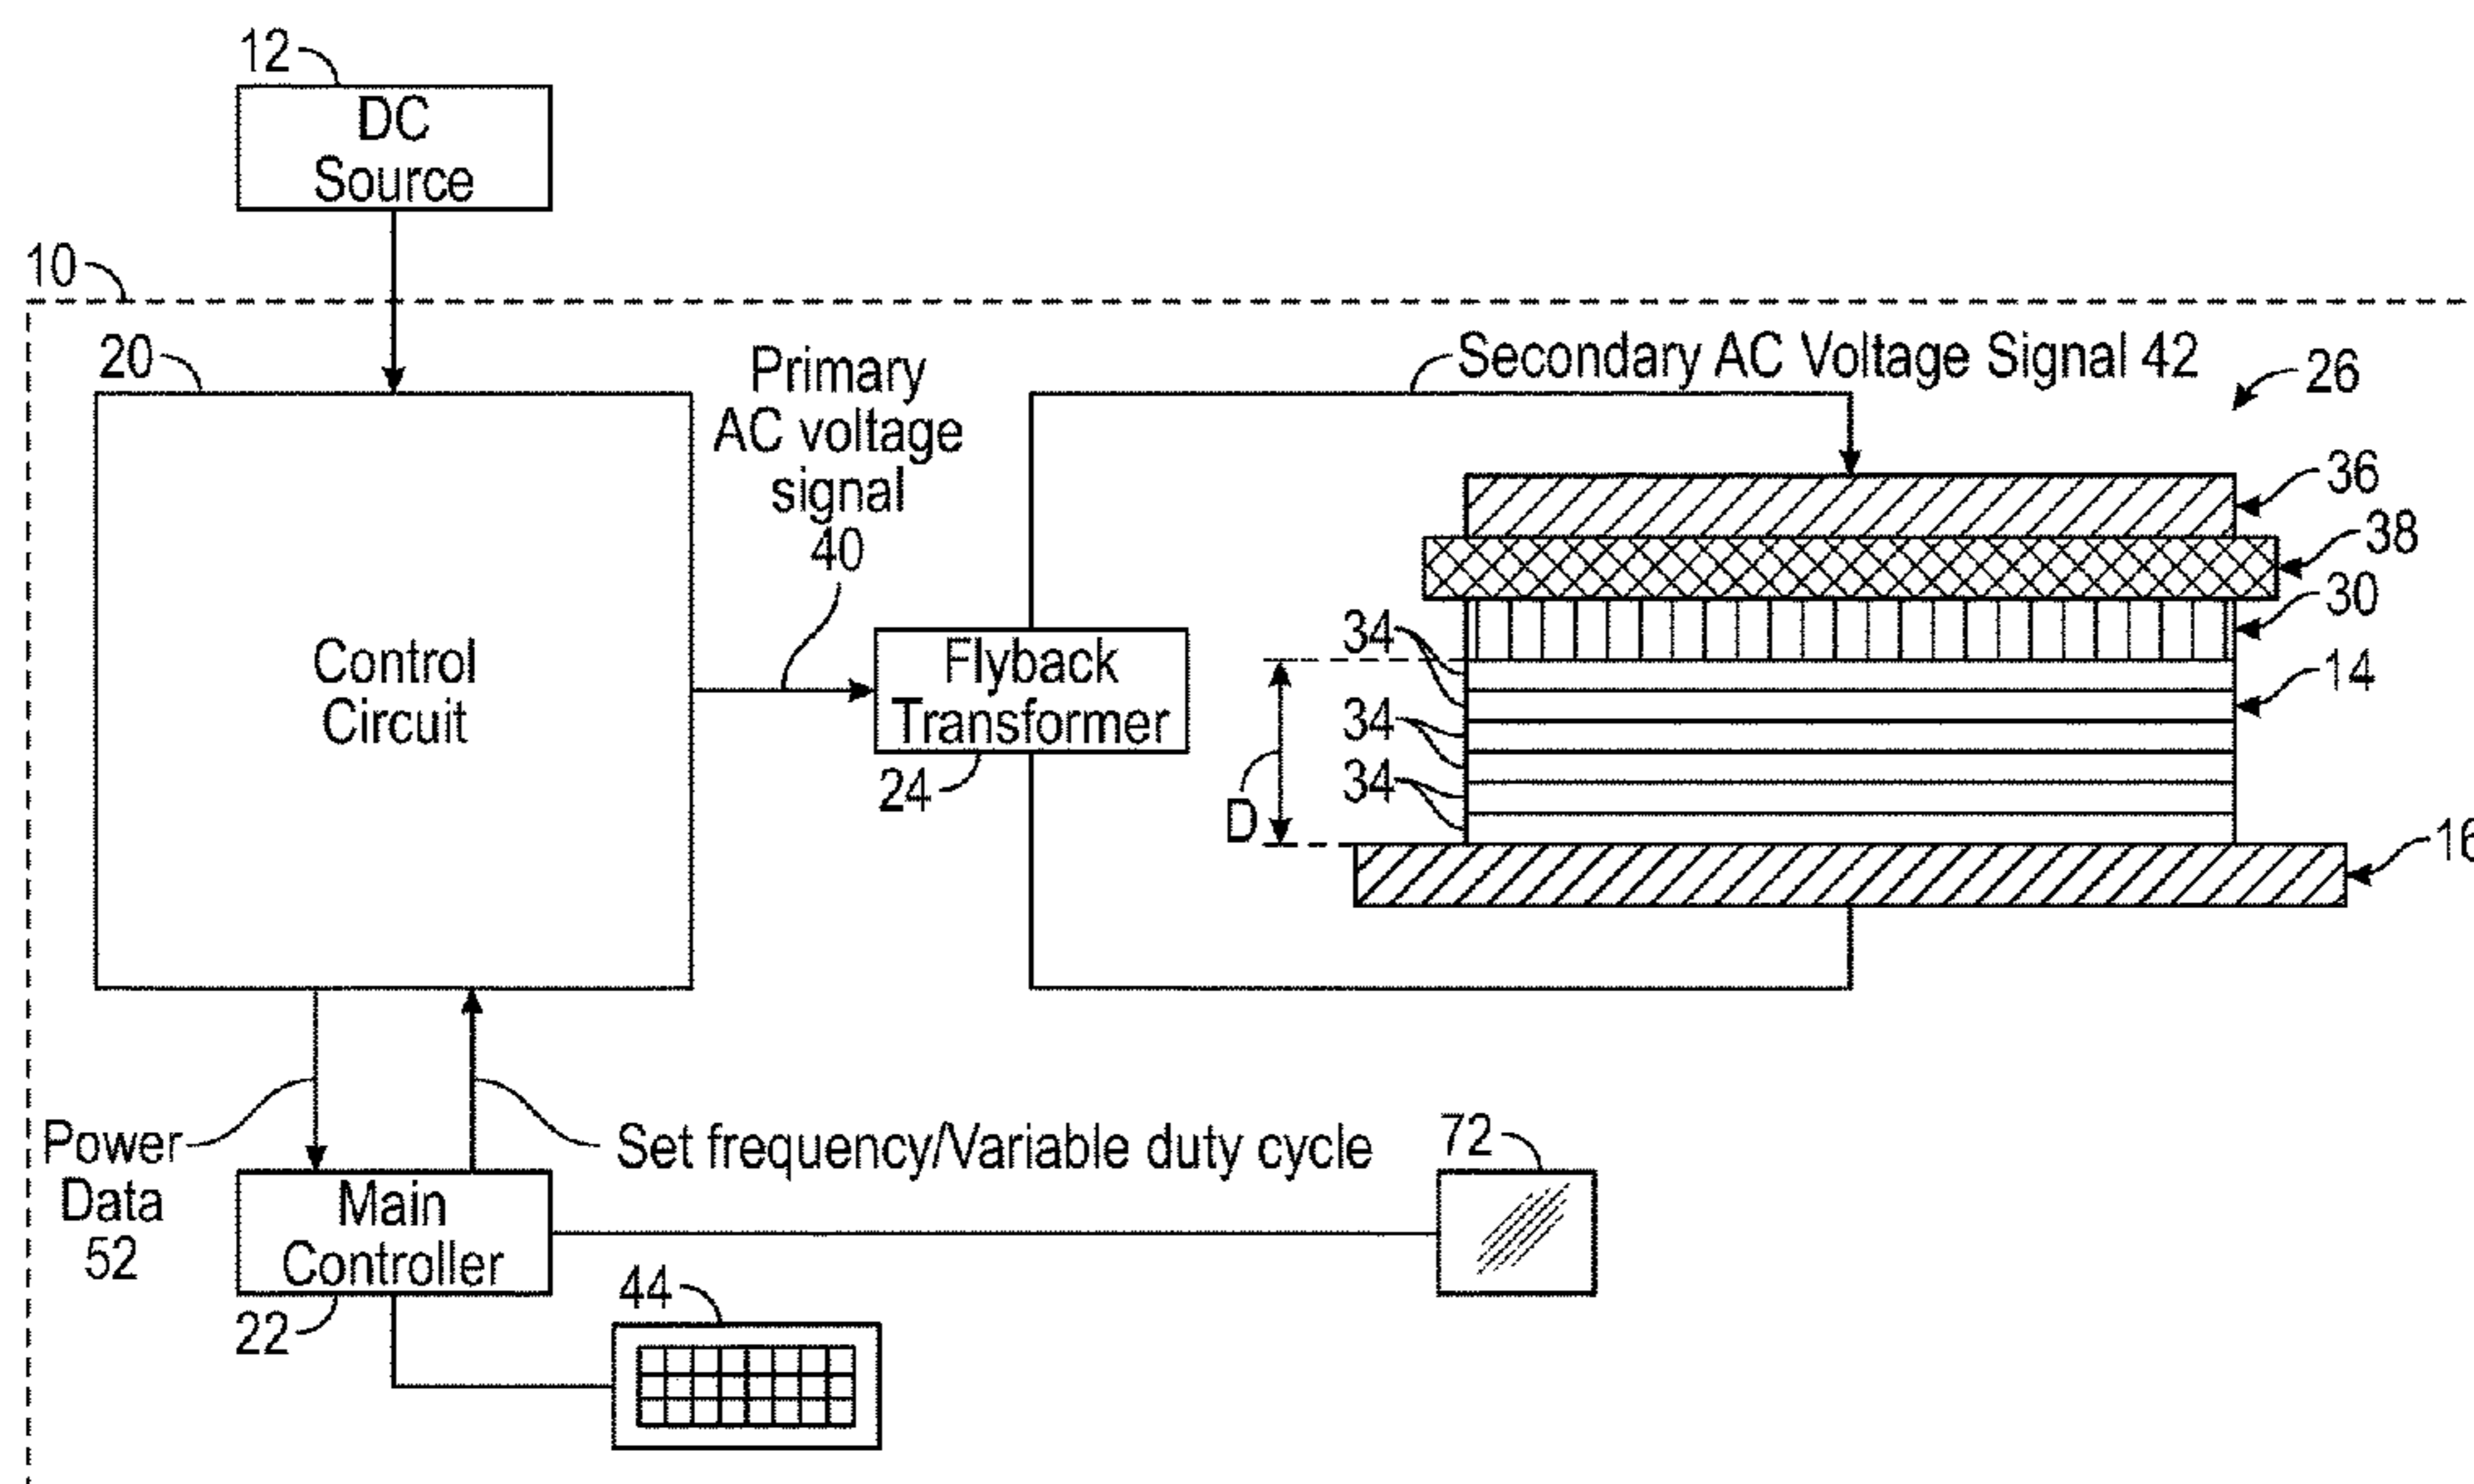 12
DC
Source
10
20
Primary
AC voltage
signal
40
Secondary AC Voltage Signal 42
26
36
38
30
14
34
34
34
D
16
Control
Circuit
Flyback
Transformer
24
Power
Data
52
Set frequency/Variable duty cycle
72
Main
Controller
22
44